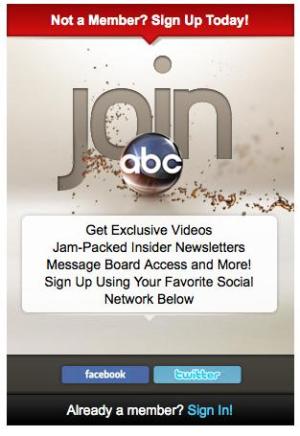 Not a Member? Sign Up Today!
join
abc
Get Exclusive Videos
Jam-Packed Insider Newsletters
Message Board Access and More!
Sign Up Using Your Favorite Social
Network Below
facebook twitter
Already a member? Sign In!